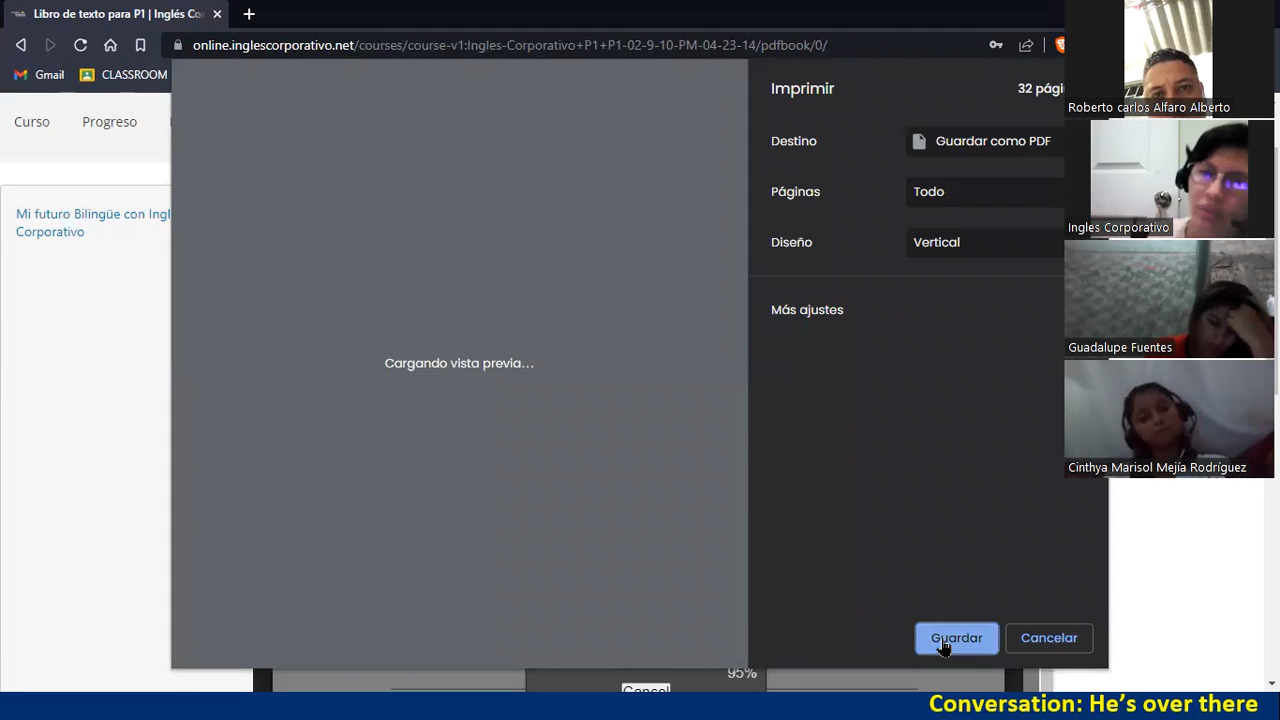 Libro de texto para P1 | Inglés Co
online.inglescorporativo.net/courses/course-v1:Ingles-Corporativo+P1+P1-02-9-10-PM-04-23-14/pdfbook/0/
Gmail
CLASSROOM
Curso
Progreso
Mi futuro Bilingüe con Ingl
Corporativo
Imprimir
32 pági
Destino
Guardar como PDF
Páginas
Todo
Diseño
Vertical
Más ajustes
Cargando vista previa...
Guardar
Cancelar
95%
Cancel
Roberto carlos Alfaro Alberto
Ingles Corporativo
Guadalupe Fuentes
Cinthya Marisol Mejía Rodríguez
Conversation: He's over there